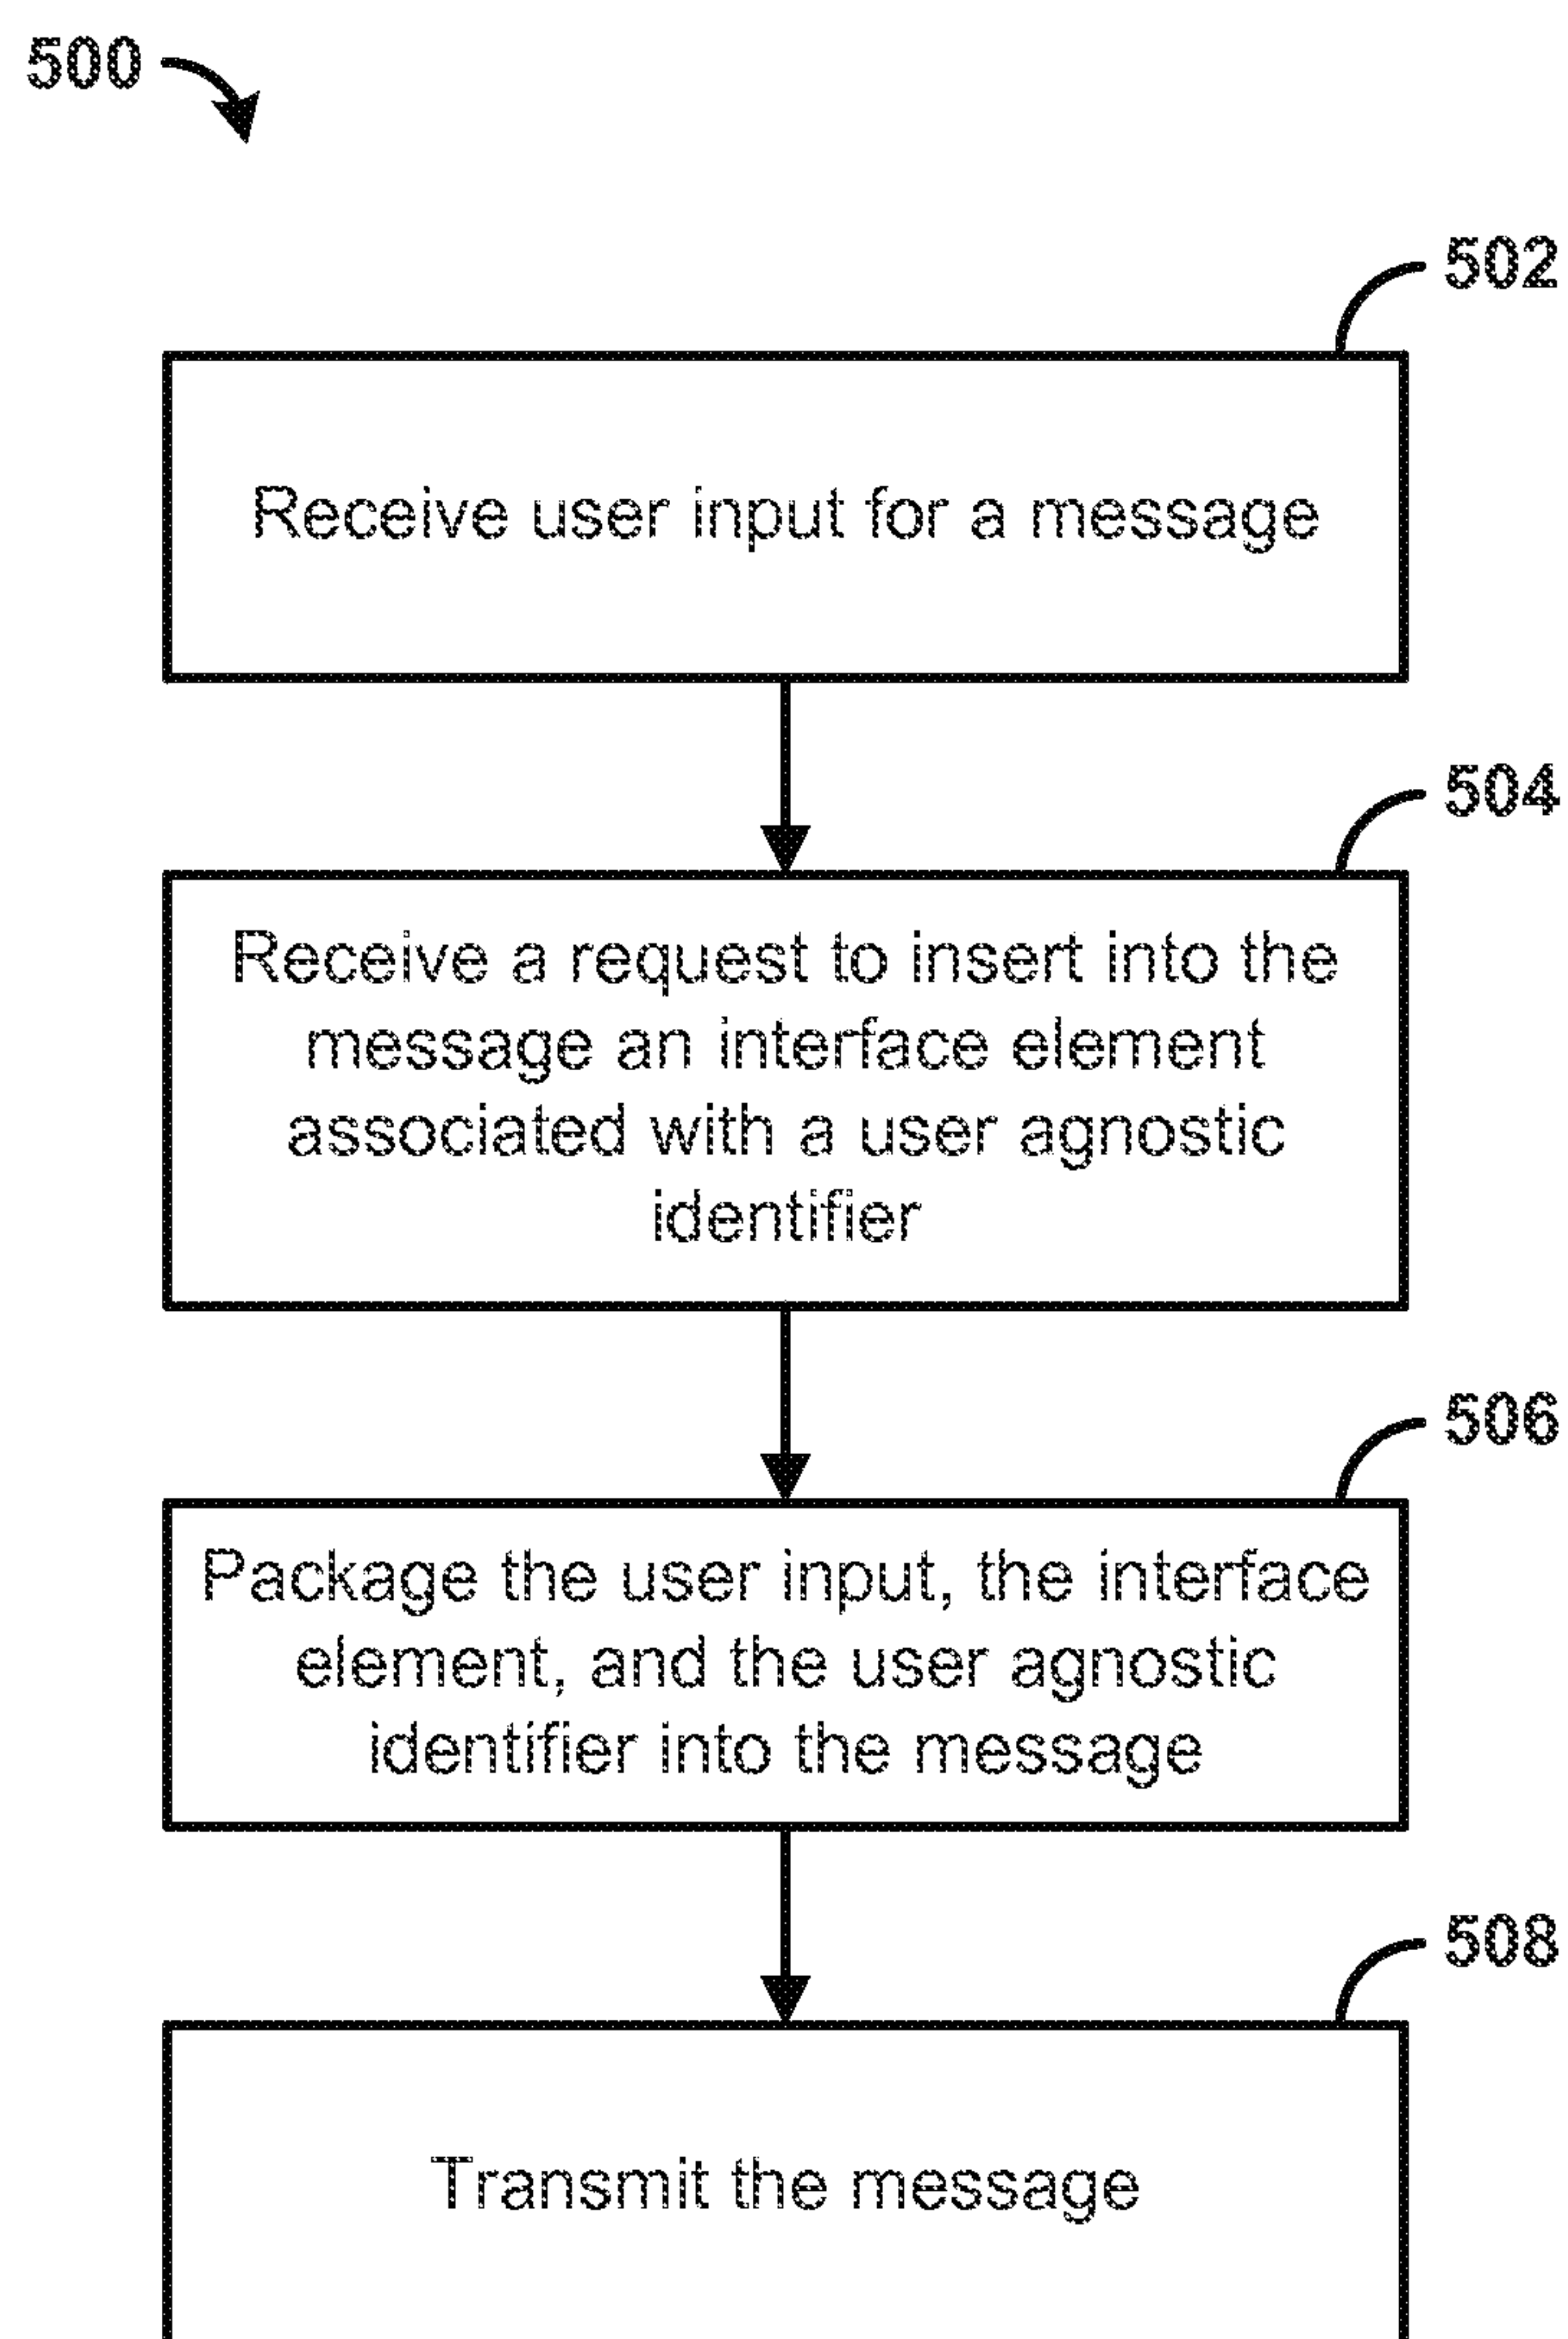 500
502
Receive user input for a message
504
Receive a request to insert into the
message an interface element
associated with a user agnostic
identifier
506
Package the user input, the interface
element, and the user agnostic
identifier into the message
508
Transmit the message